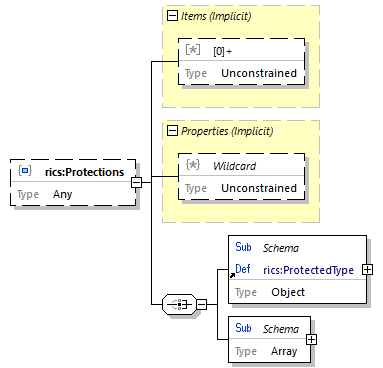 Items (Implicit)
[*] [0]+
Type Unconstrained
Properties (Implicit)
{*} Wildcard
Type Unconstrained
rics:Protections
Type Any
Sub Schema
Def rics:ProtectedType
Type Object
Sub Schema
Type Array